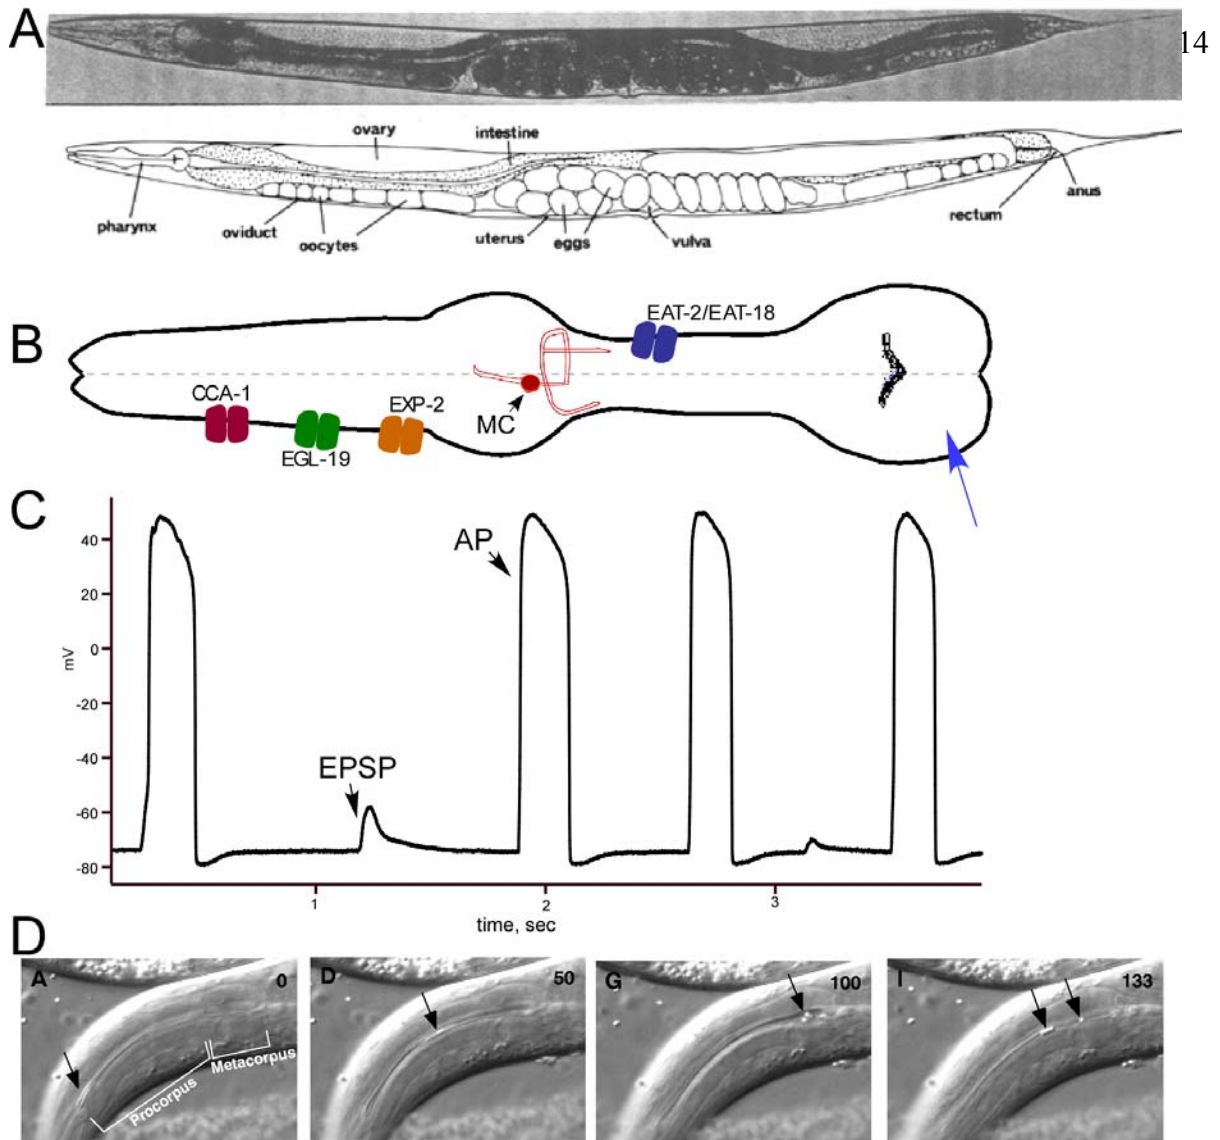 A
14
ovary
intestine
pharynx
oviduct
oocytes
uterus
eggs
vulva
rectum
anus
B
EAT-2/EAT-18
CCA-1
EXP-2
MC
EGL-19
C
40
20
0
-20
-40
-60
-80
mV
AP
EPSP
1
2
3
time, sec
D
A
0
Procorpus
Metacorpus
D
50
G
100
I
133